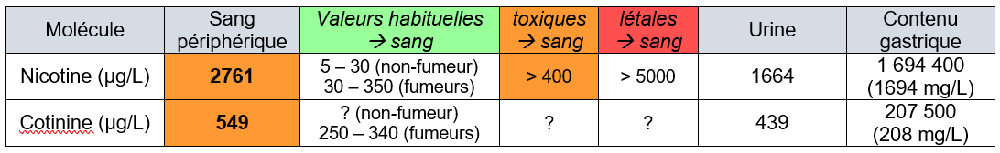 Molécule
Sang
périphérique
Valeurs habituelles
→ sang
toxiques
→ sang
létales
→ sang
Urine
Contenu
gastrique
Nicotine (µg/L)
2761
5 – 30 (non-fumeur)
30 – 350 (fumeurs)
> 400
> 5000
1664
1 694 400
(1694 mg/L)
Cotinine (µg/L)
549
? (non-fumeur)
250 – 340 (fumeurs)
?
?
439
207 500
(208 mg/L)